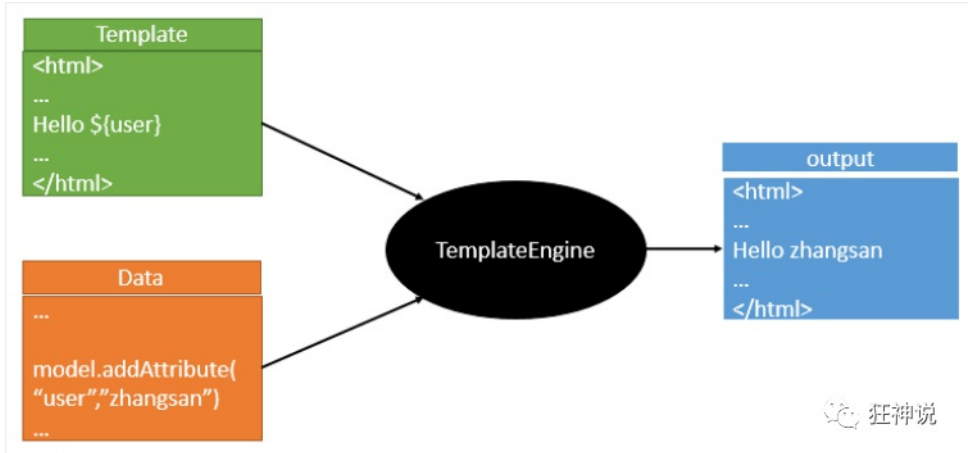 Template
<html>
...
Hello ${user}
...
</html>
Data
...
model.addAttribute(
“user”,”zhangsan”)
...
TemplateEngine
output
<html>
...
Hello zhangsan
...
</html>
狂神说